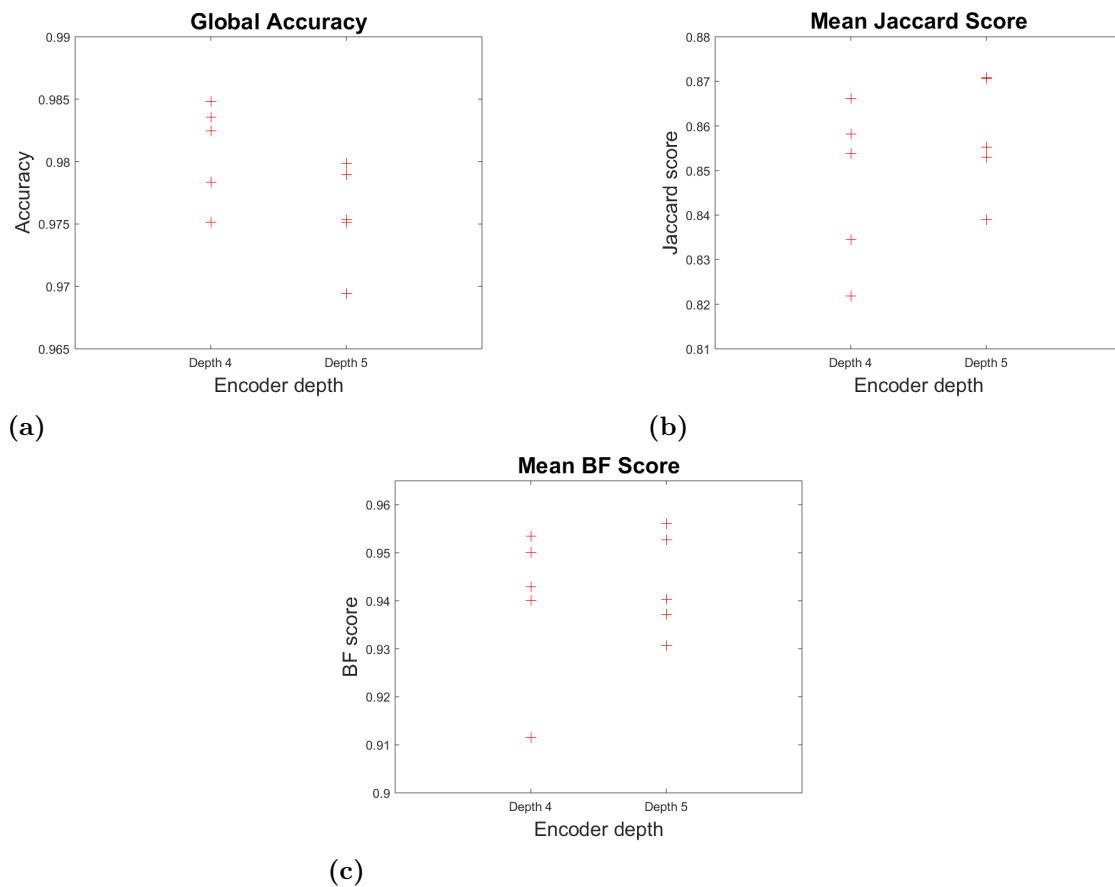 Global Accuracy
0.99
0.985
0.98
0.975
0.97
0.965
Accuracy
Depth 4
Depth 5
Encoder depth
(a)
Mean Jaccard Score
0.88
0.87
0.86
0.85
0.84
0.83
0.82
0.81
Jaccard score
Depth 4
Depth 5
Encoder depth
(b)
Mean BF Score
0.96
0.95
0.94
0.93
0.92
0.91
0.9
BF score
Depth 4
Depth 5
Encoder depth
(c)